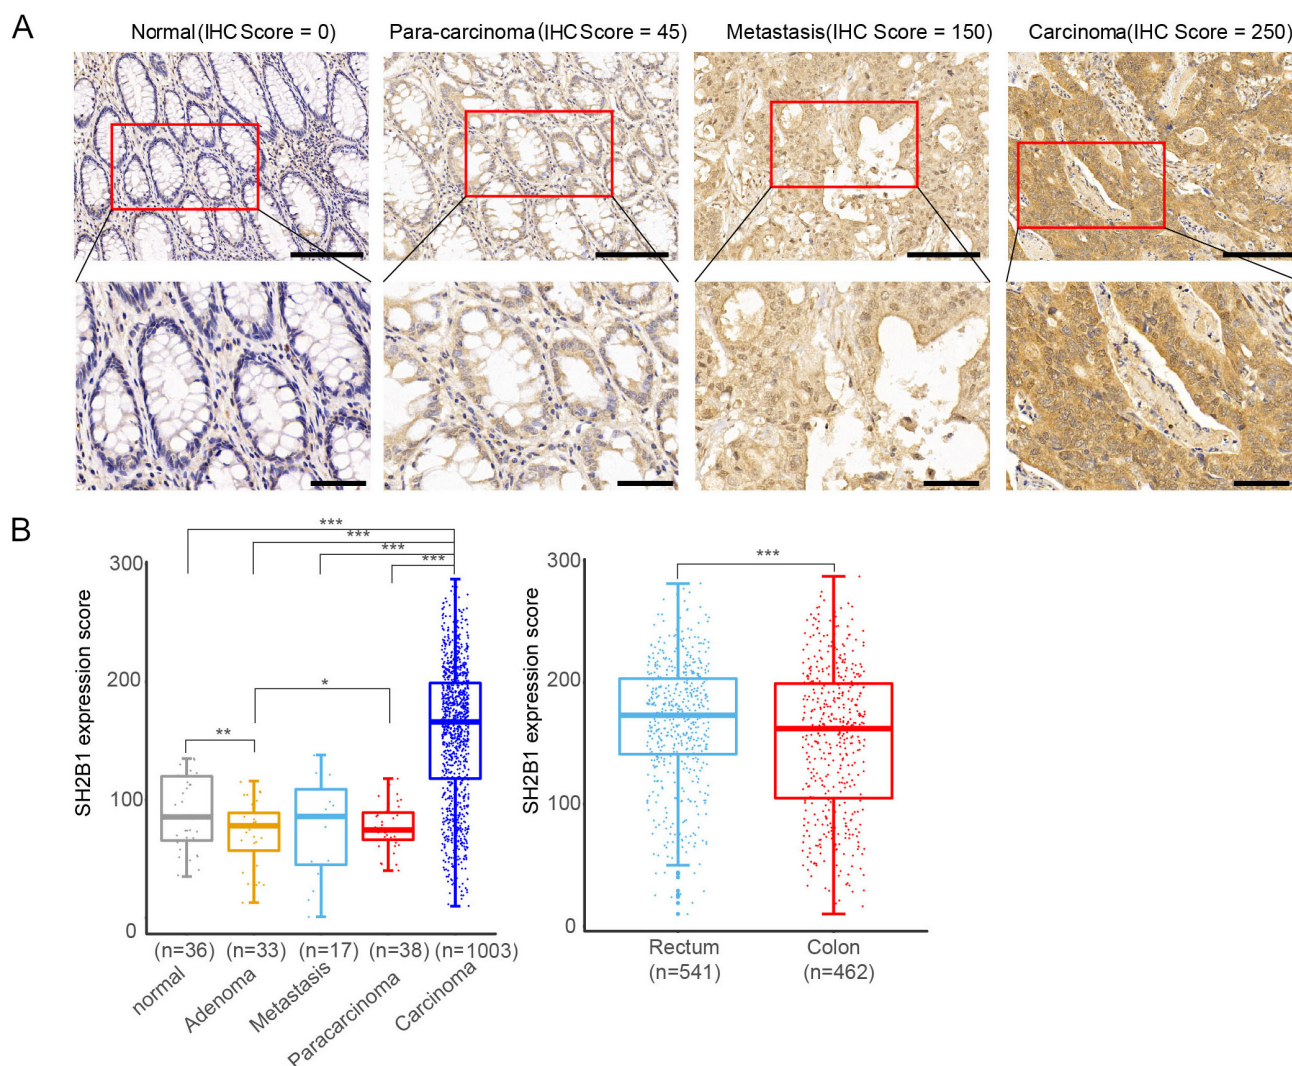 A
Normal(IHC Score = 0)
Para-carcinoma(IHC Score = 45)
Metastasis(IHC Score = 150)
Carcinoma(IHC Score = 250)
B
SH2B1 expression score
300
200
100
0
***
***
***
***
*
**
(n=36)
(n=33)
(n=17)
(n=38)
(n=1003)
normal
Adenoma
Metastasis
Paracarcinoma
Carcinoma
SH2B1 expression score
300
200
100
0
***
Rectum
(n=541)
Colon
(n=462)